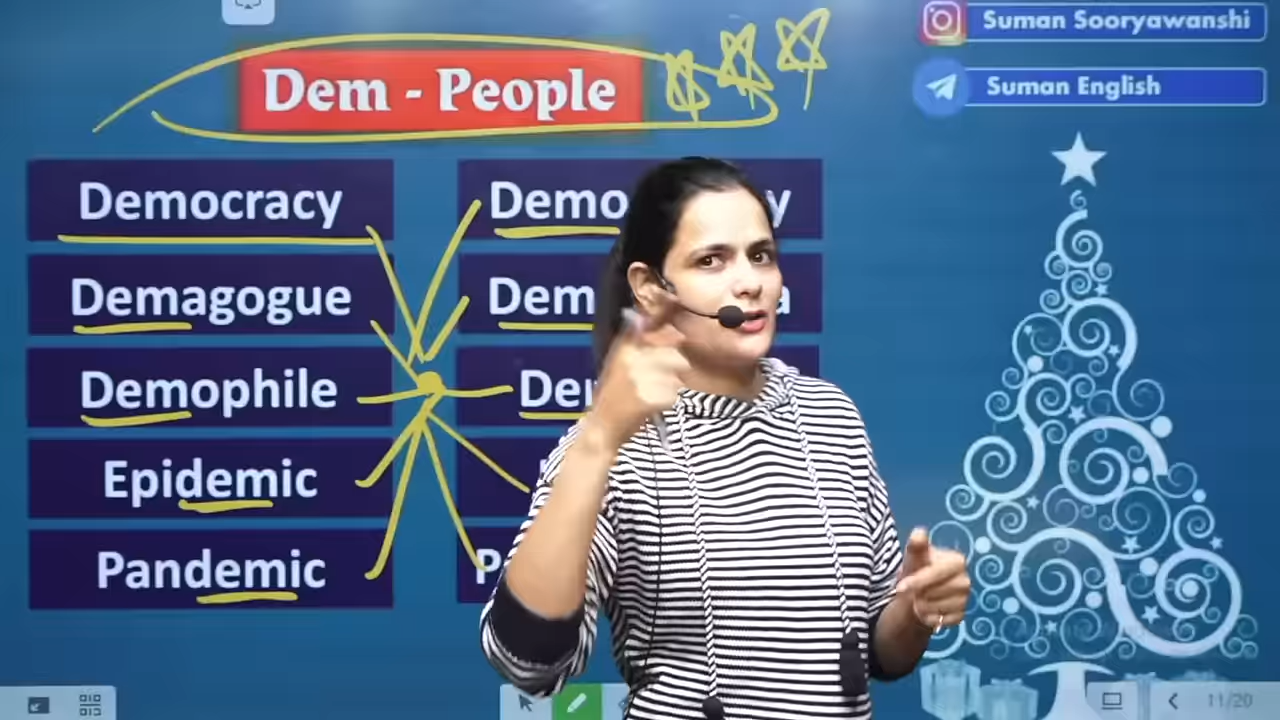 Suman Sooryawanshi
Suman English
Dem - People
Democracy
Demagogue
Demophile
Epidemic
Pandemic
11/20